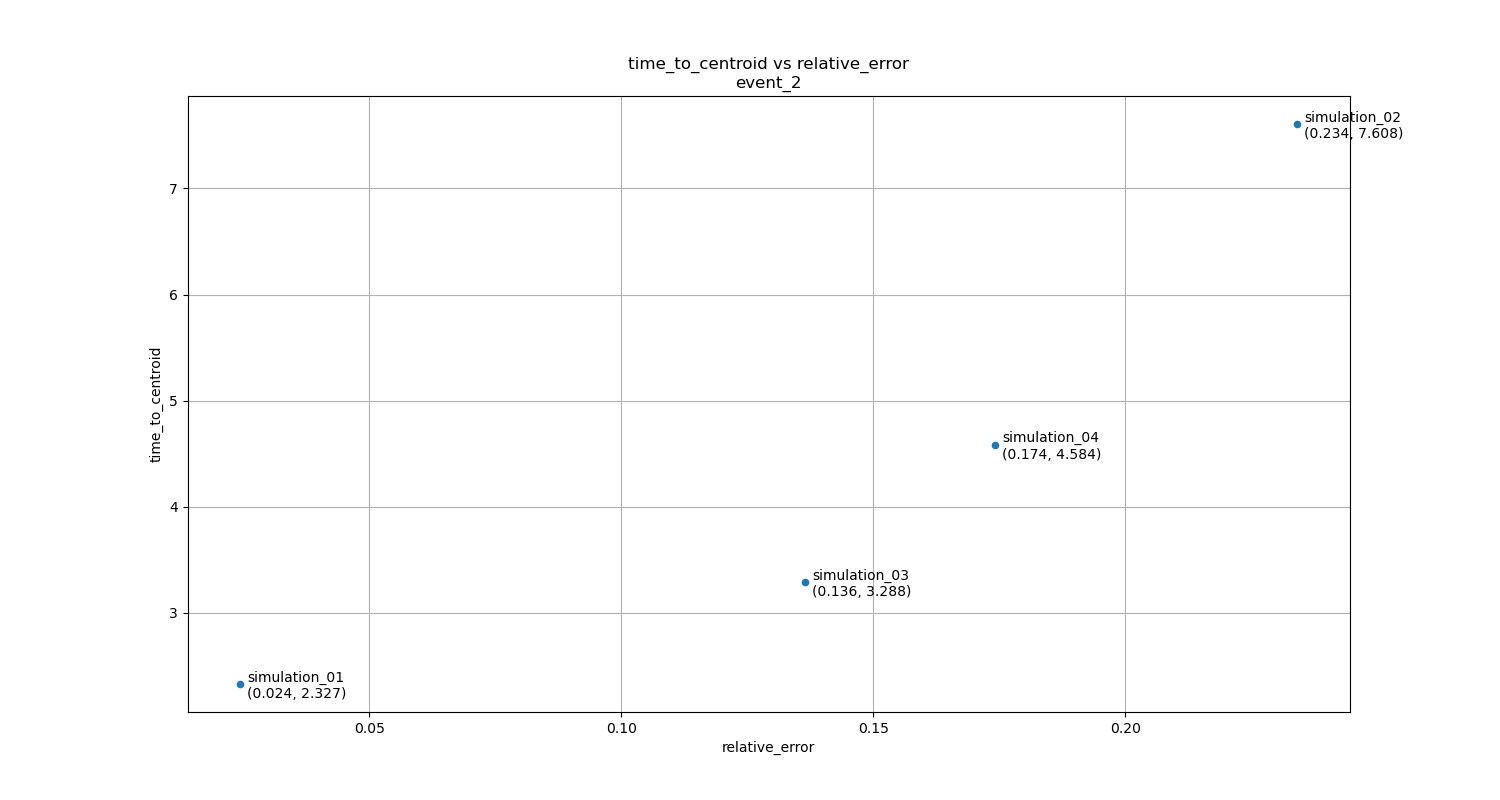 time_to_centroid vs relative_error
event_2
simulation_02
(0.234, 7.608)
7
6
5
simulation_04
(0.174, 4.584)
4
simulation_03
(0.136, 3.288)
3
simulation_01
(0.024, 2.327)
time_to_centroid
0.05
0.10
0.15
0.20
relative_error